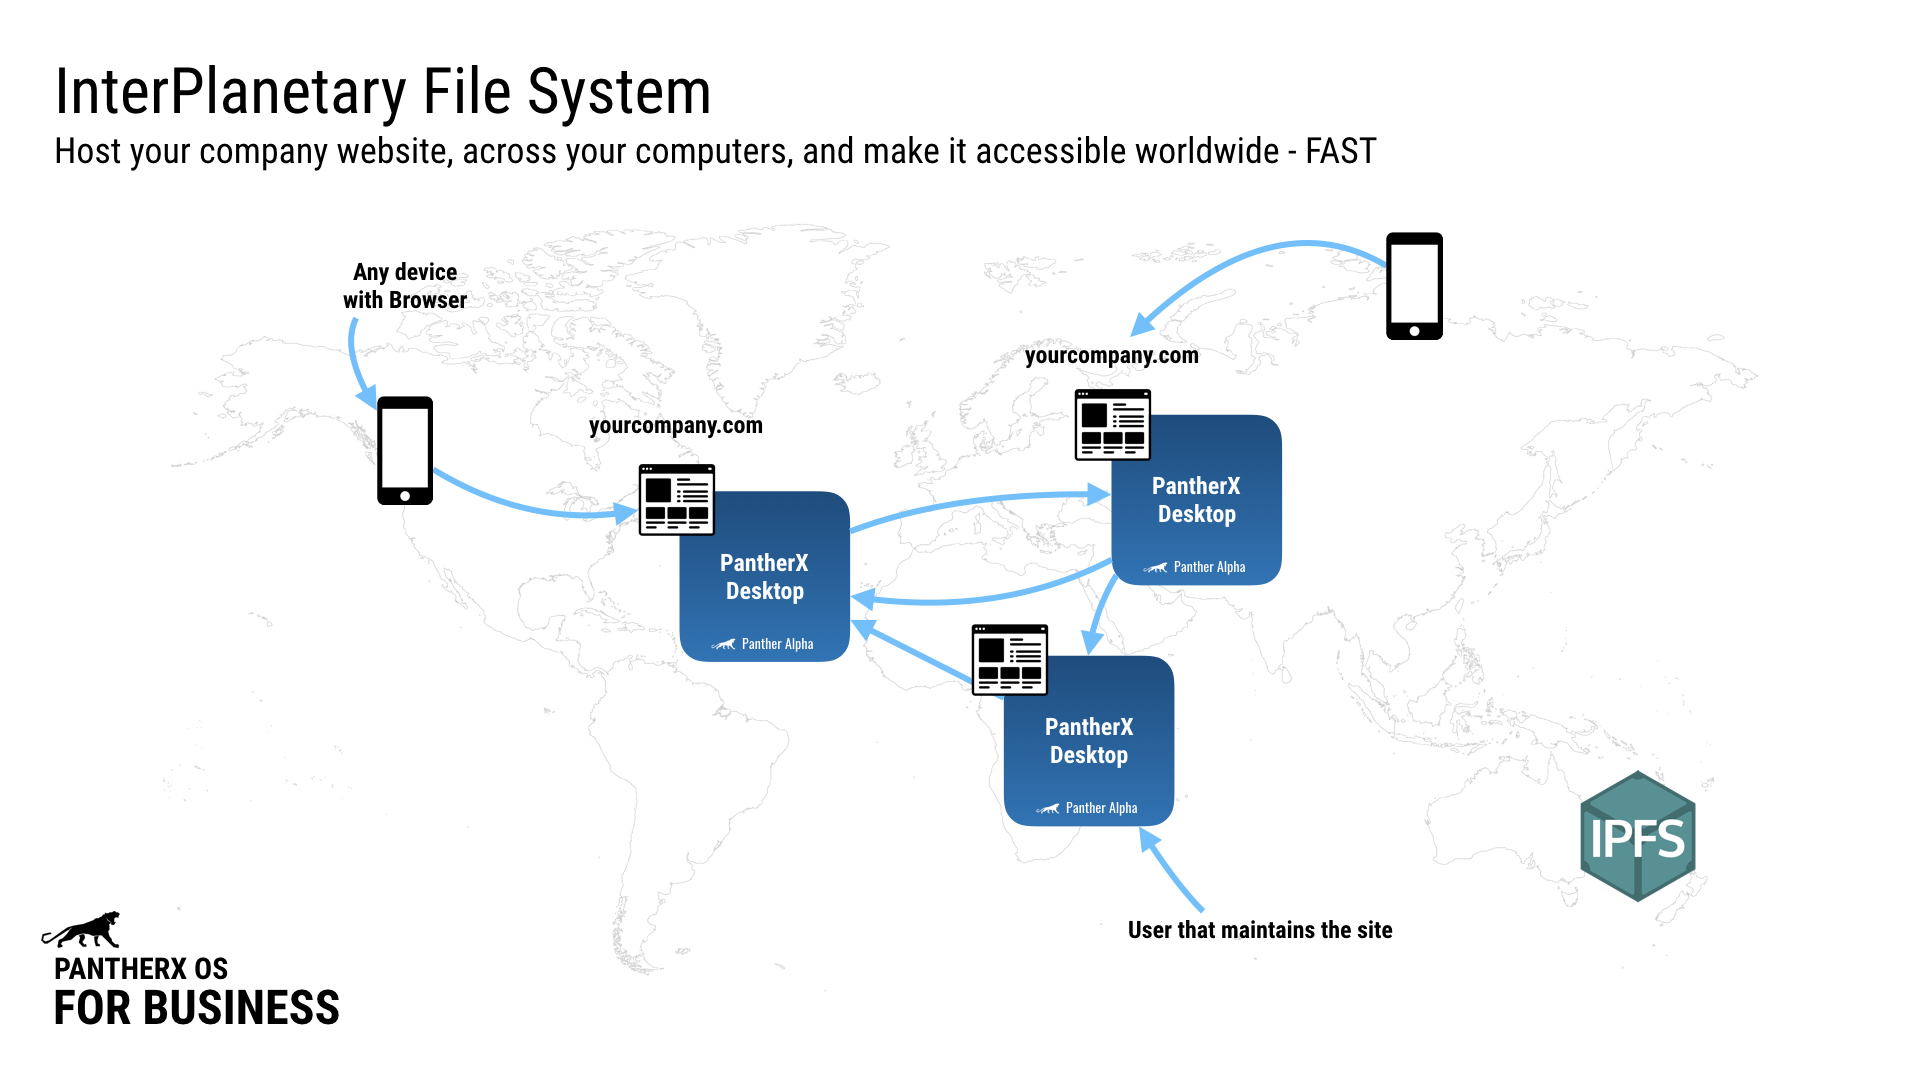 InterPlanetary File System
Host your company website, across your computers, and make it accessible worldwide - FAST
Any device
with Browser
yourcompany.com
yourcompany.com
PantherX
Desktop
Panther Alpha
PantherX
Desktop
Panther Alpha
PantherX
Desktop
Panther Alpha
IPFS
User that maintains the site
PANTHERX OS
FOR BUSINESS